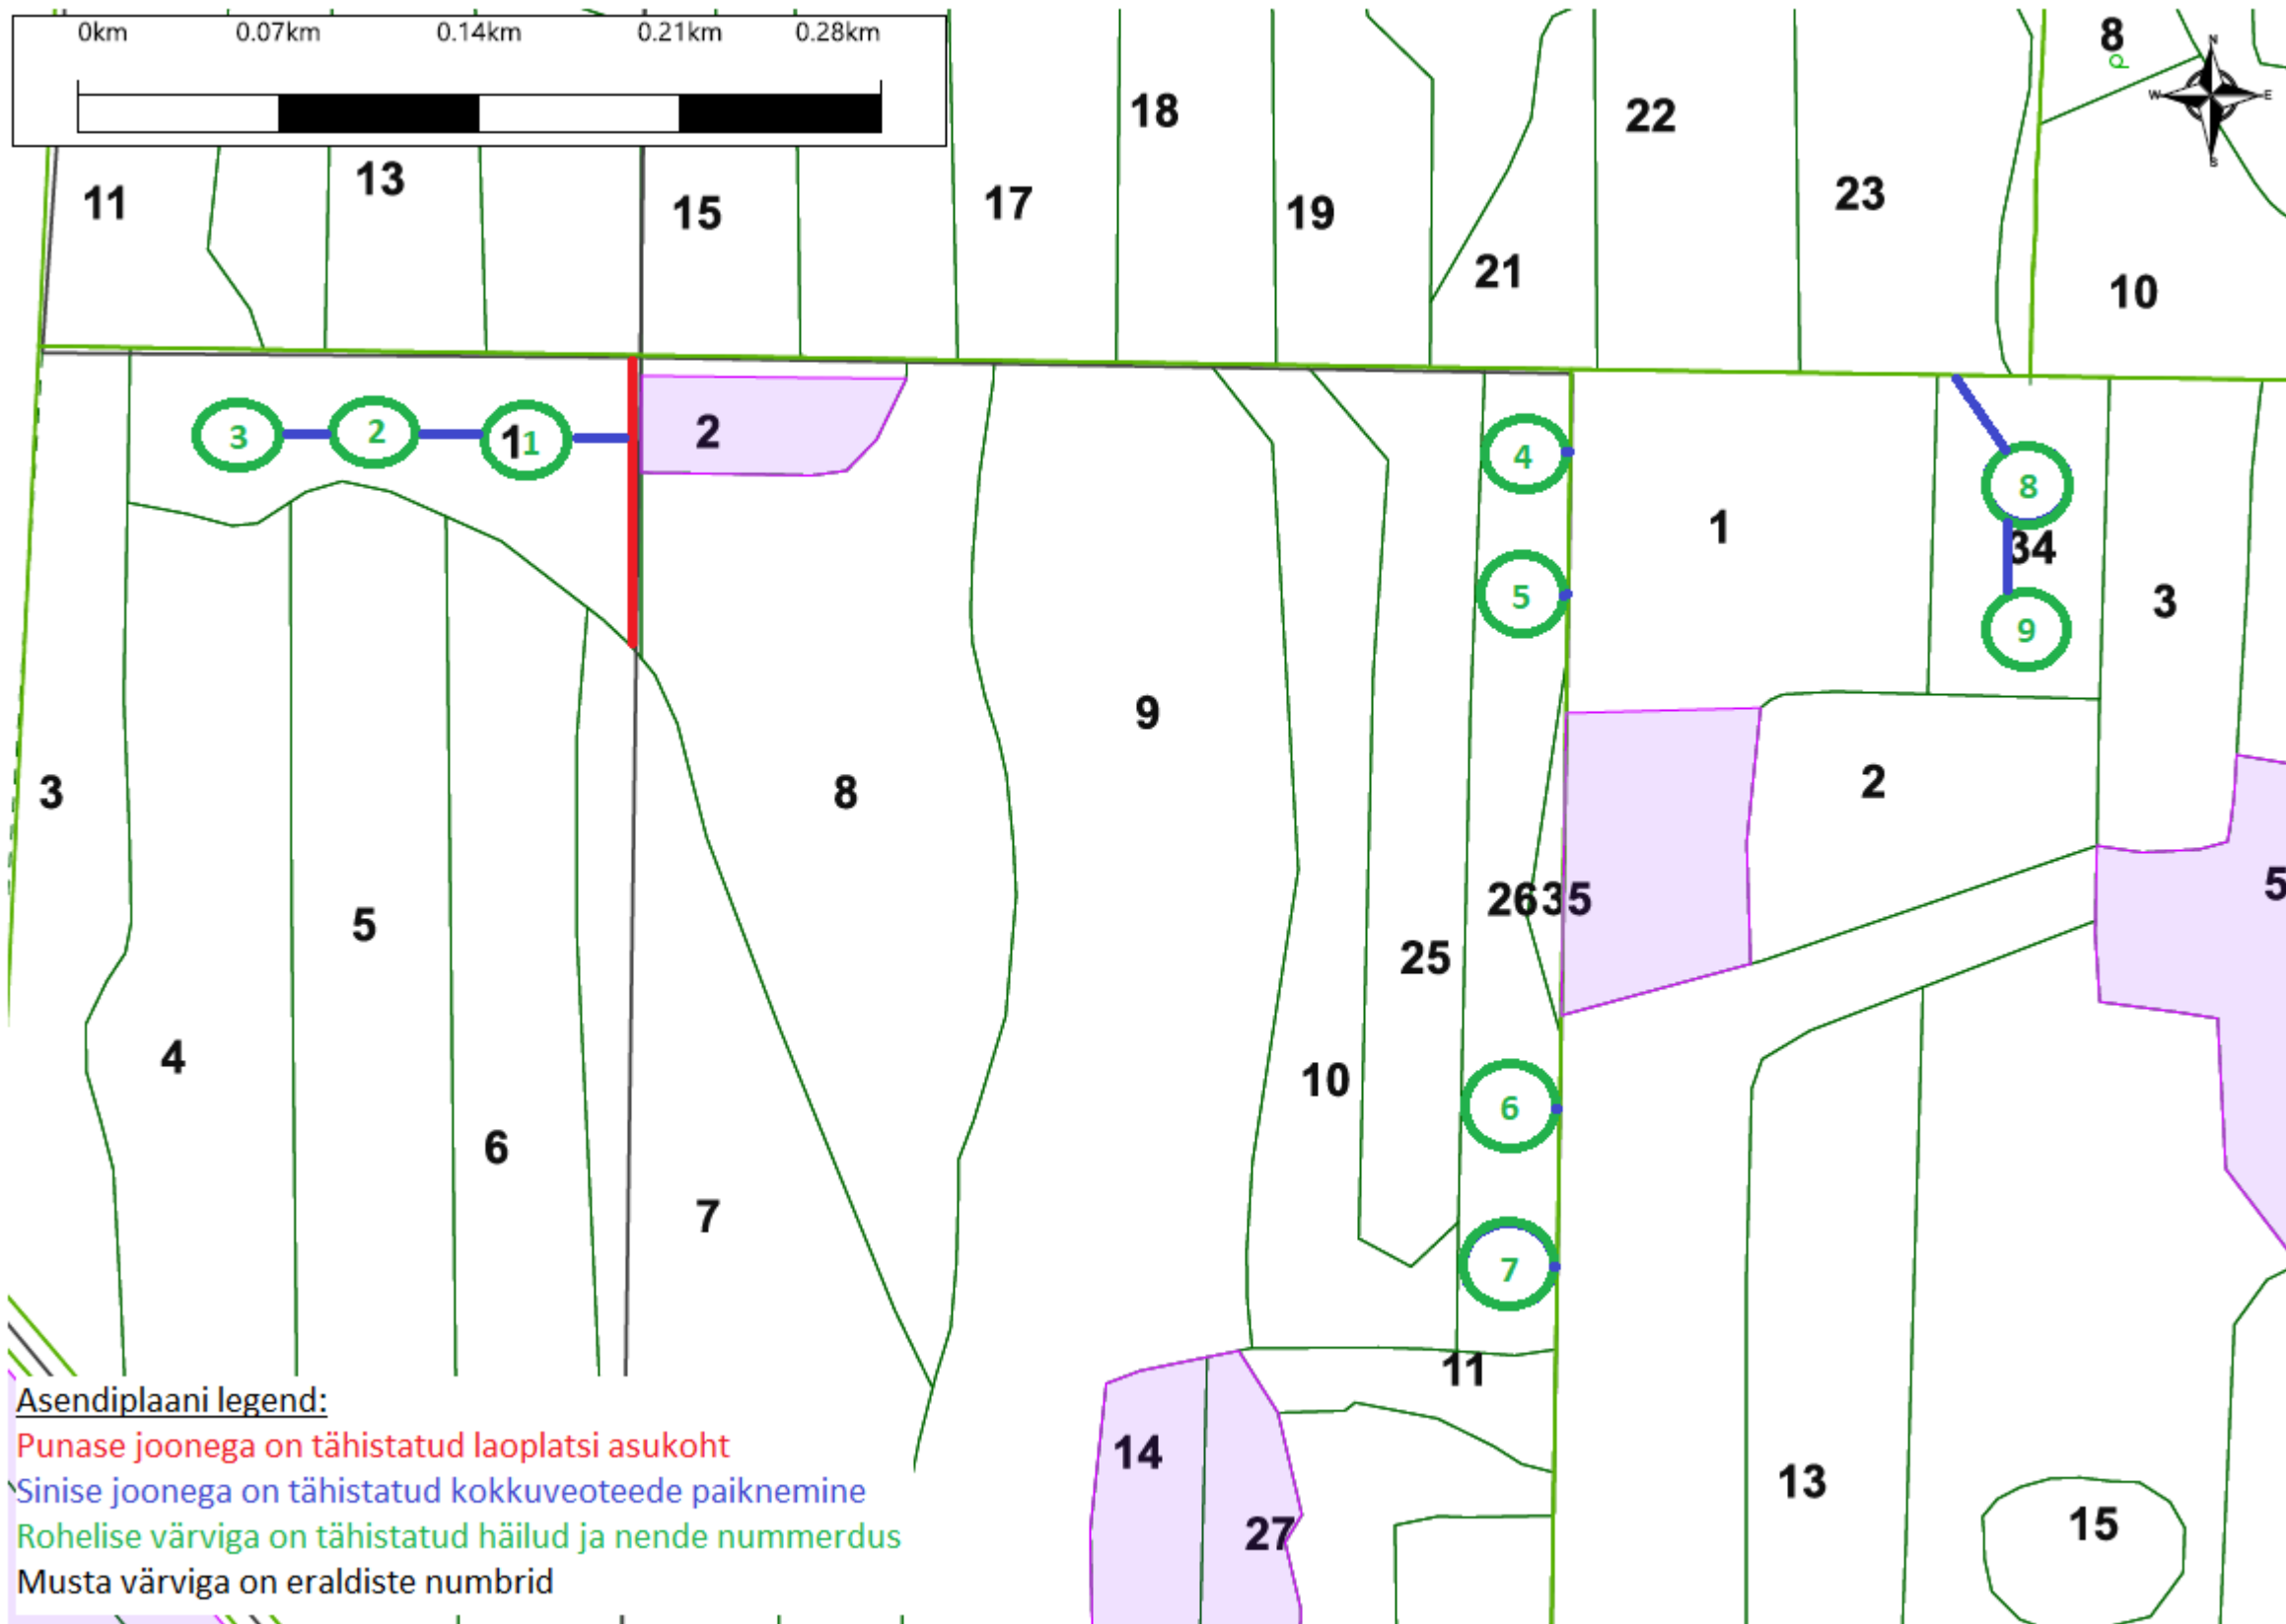 0km 0.07km 0.14km 0.21km 0.28km
8
N
W E
S
18 22
11 13 15 17 19 23
21 10
3 2 11 2 4 8
1 34
5 9
3
9
3 8 2
5 26 35 5
25
4 10 6
6
7 7
11
Asendiplaani legend:
Punase joonega on tähistatud laoplatsi asukoht
14 13
Sinise joonega on tähistatud kokkuveoteede paiknemine
Rohelise värviga on tähistatud häilud ja nende nummerdus
27 15
Musta värviga on eraldiste numbrid